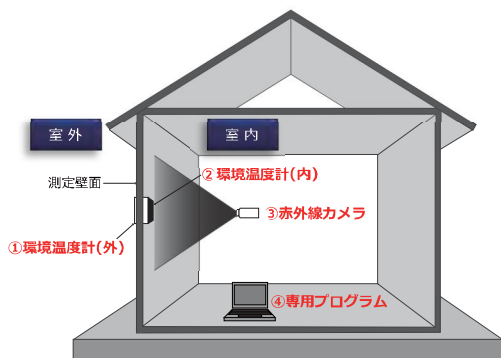 室外
室内
測定壁面
②環境温度計(内)
③赤外線カメラ
①環境温度計(外)
④専用プログラム